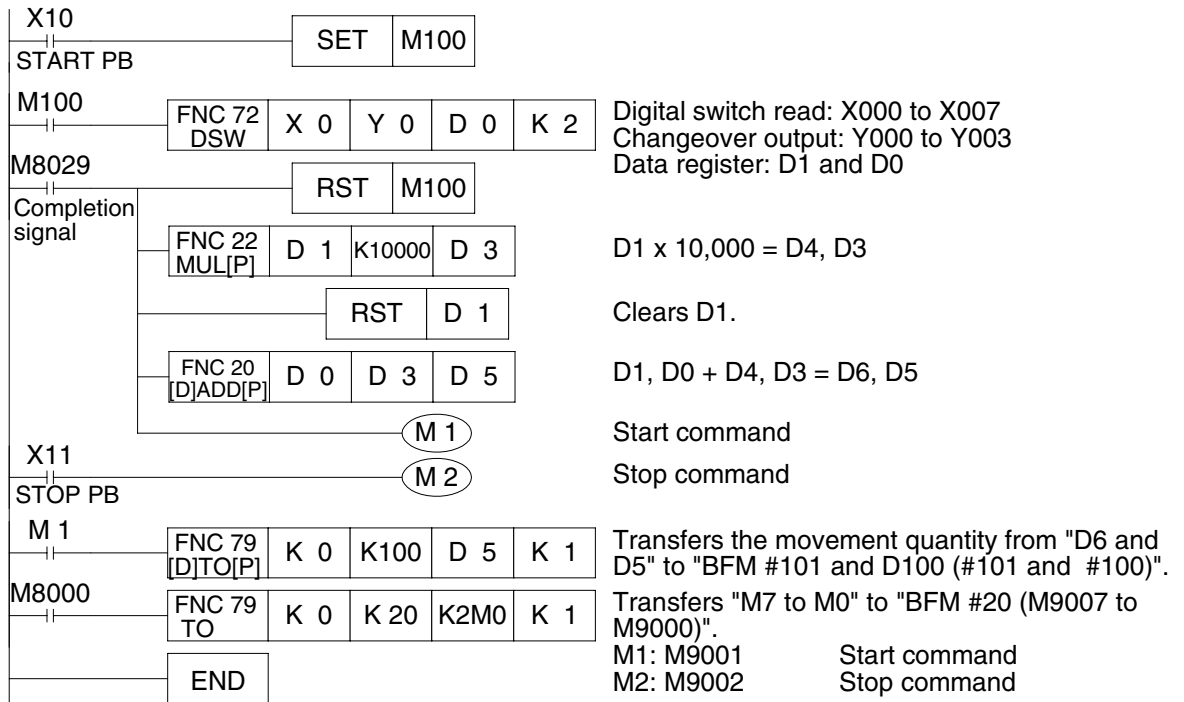 X10
SET M100
START PB
M100
FNC 72 DSW X 0 Y 0 D 0 K 2
Digital switch read: X000 to X007
Changeover output: Y000 to Y003
Data register: D1 and D0
M8029
RST M100
Completion
signal
FNC 22 MUL[P] D 1 K10000 D 3
D1 x 10,000 = D4, D3
RST D 1
Clears D1.
FNC 20 [D]ADD[P] D 0 D 3 D 5
D1, D0 + D4, D3 = D6, D5
M 1
Start command
X11
M 2
Stop command
STOP PB
M 1
FNC 79 [D]TO[P] K 0 K100 D 5 K 1
Transfers the movement quantity from "D6 and
D5" to "BFM #101 and D100 (#101 and #100)".
M8000
FNC 79 TO K 0 K 20 K2M0 K 1
Transfers "M7 to M0" to "BFM #20 (M9007 to
M9000)".
M1: M9001 Start command
M2: M9002 Stop command
END